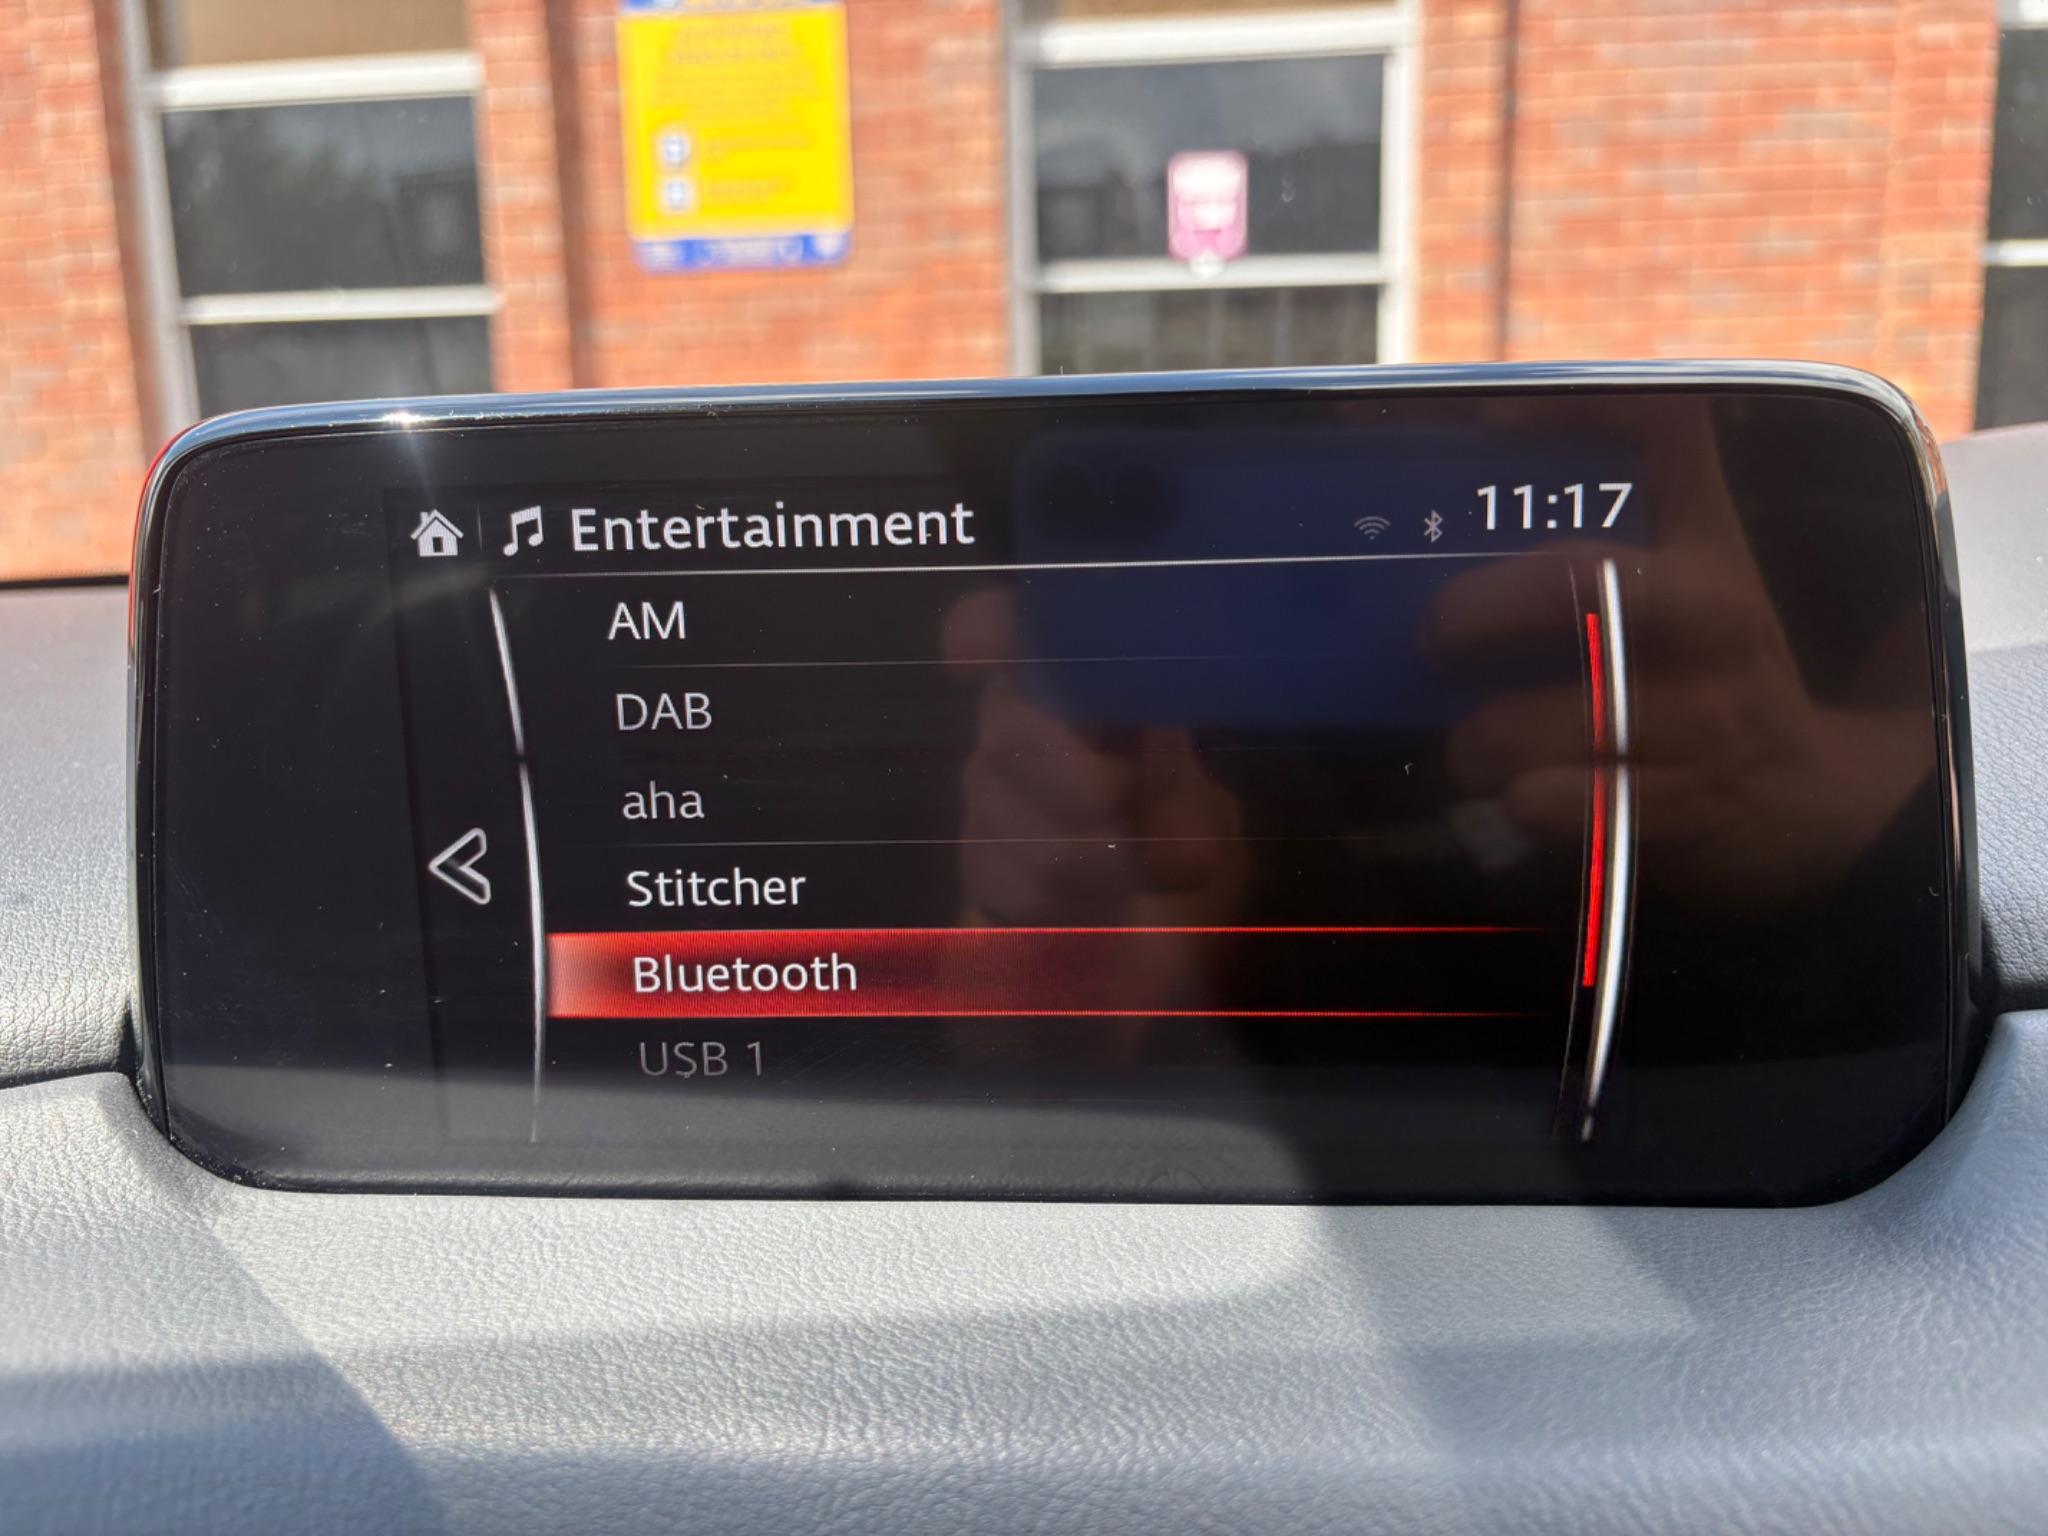 Entertainment
11:17
AM
DAB
aha
Stitcher
Bluetooth
USB 1